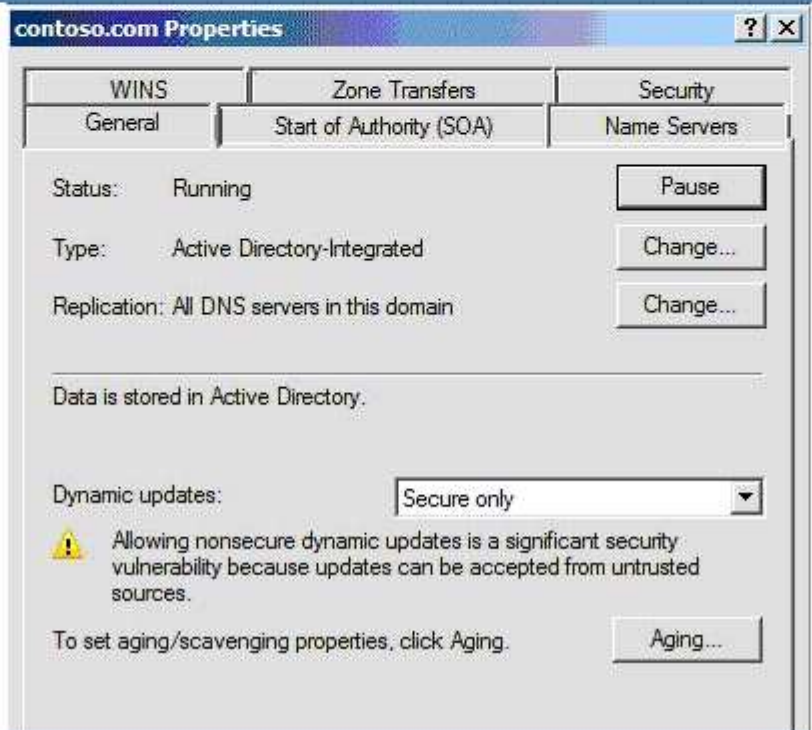 contoso.com Properties
WINS
Zone Transfers
Security
General
Start of Authority (SOA)
Name Servers
Status: Running
Pause
Type: Active Directory-Integrated
Change...
Replication: All DNS servers in this domain
Change...
Data is stored in Active Directory.
Dynamic updates:
Secure only
Allowing nonsecure dynamic updates is a significant security
vulnerability because updates can be accepted from untrusted
sources.
To set aging/scavenging properties, click Aging.
Aging...